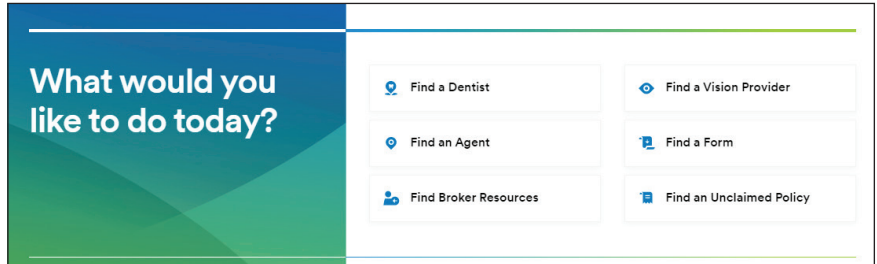 What would you
like to do today?
Find a Dentist
Find a Vision Provider
Find an Agent
Find a Form
Find Broker Resources
Find an Unclaimed Policy